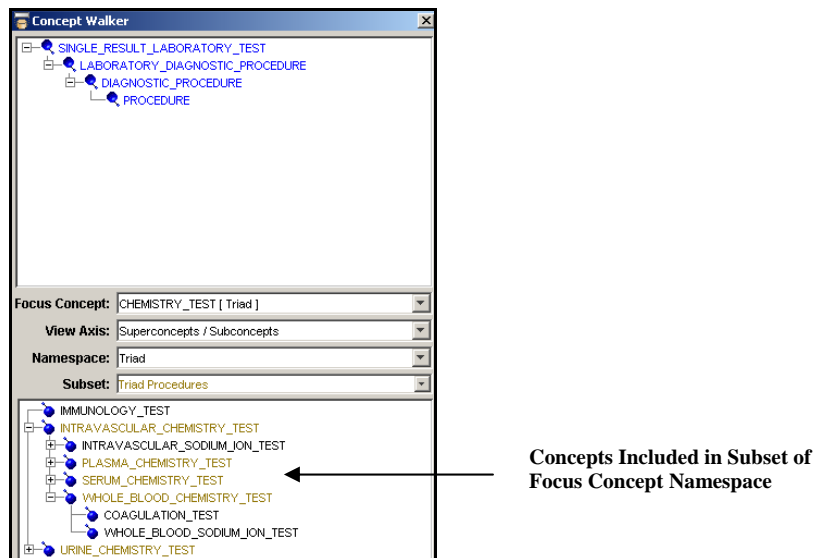 Concept Walker
SINGLE_RESULT_LABORATORY_TEST
LABORATORY_DIAGNOSTIC_PROCEDURE
DIAGNOSTIC_PROCEDURE
PROCEDURE
Focus Concept: CHEMISTRY_TEST [ Triad ]
View Axis: Superconcepts / Subconcepts
Namespace: Triad
Subset: Triad Procedures
IMMUNOLOGY_TEST
INTRAVASCULAR_CHEMISTRY_TEST
INTRAVASCULAR_SODIUM_ION_TEST
PLASMA_CHEMISTRY_TEST
SERUM_CHEMISTRY_TEST
WHOLE_BLOOD_CHEMISTRY_TEST
COAGULATION_TEST
WHOLE_BLOOD_SODIUM_ION_TEST
URINE_CHEMISTRY_TEST
Concepts Included in Subset of
Focus Concept Namespace